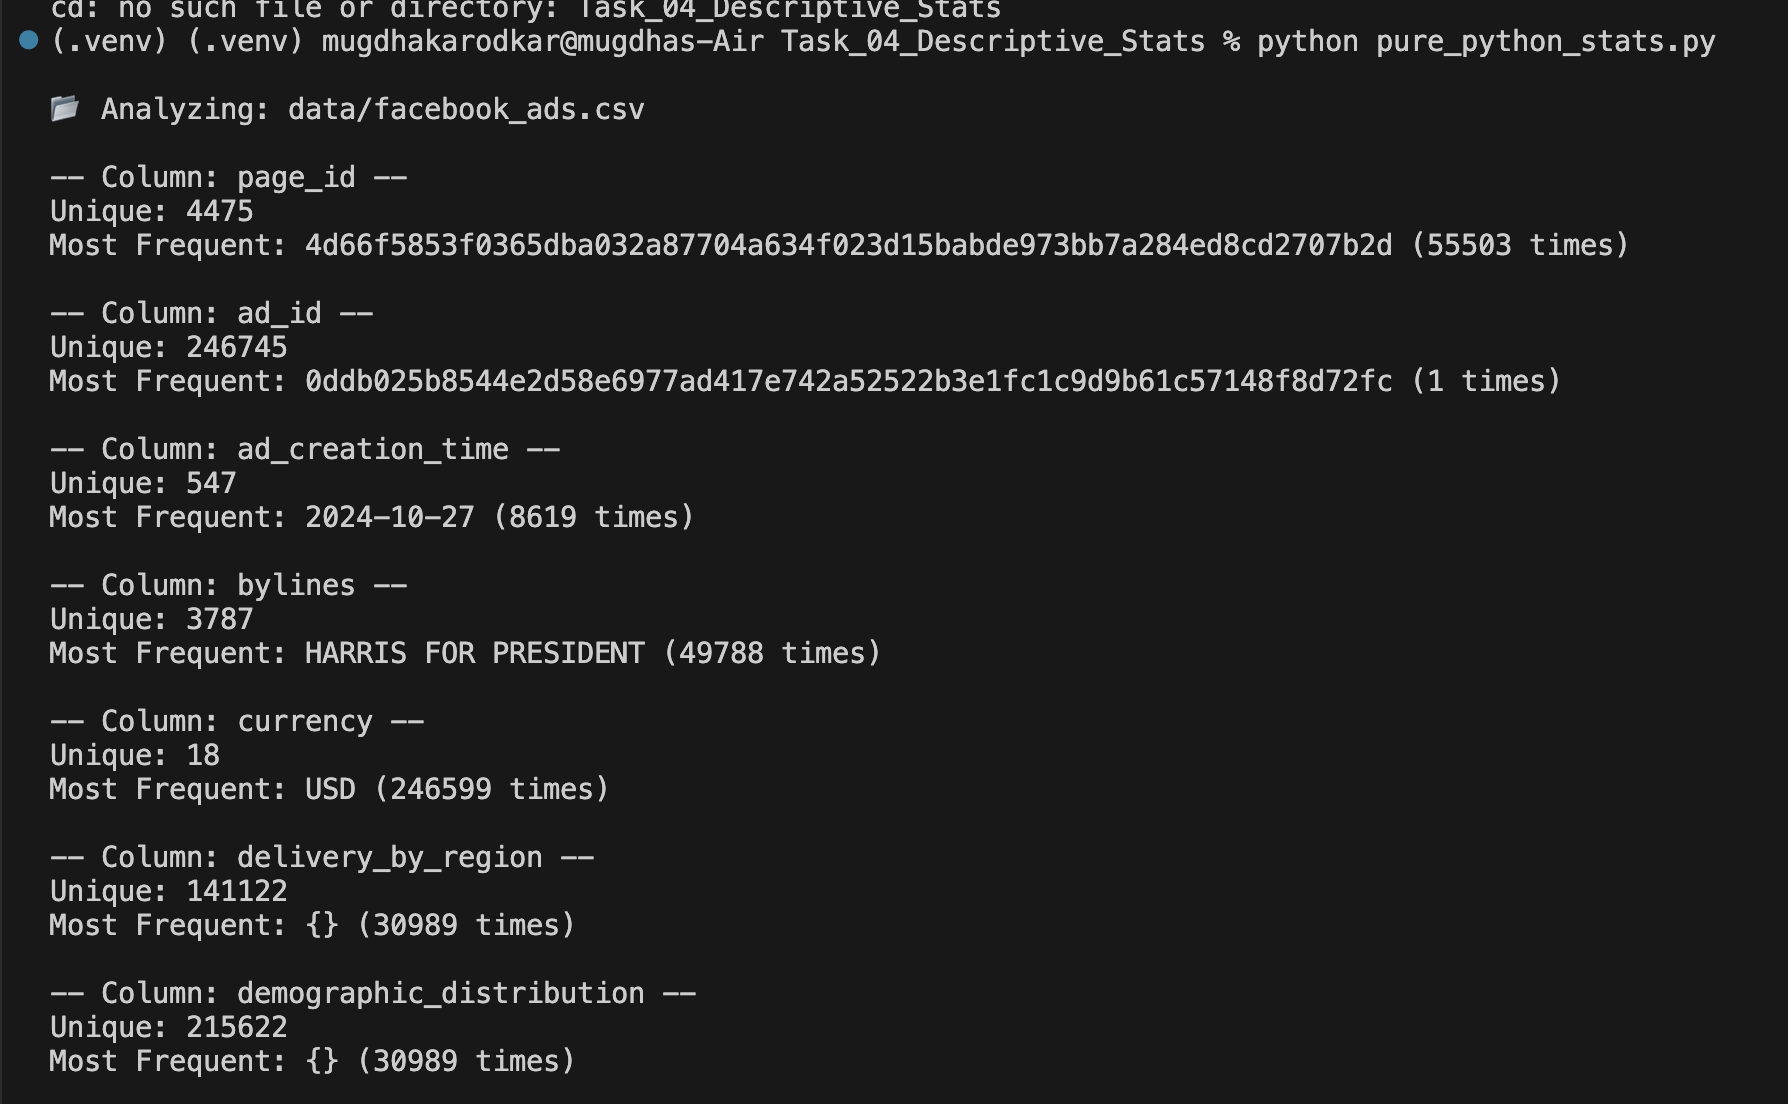 cd: no such file or directory: Task_04_Descriptive_Stats
(.venv) (.venv) mugdhakarodkar@mugdhas-Air Task_04_Descriptive_Stats % python pure_python_stats.py
Analyzing: data/facebook_ads.csv
-- Column: page_id --
Unique: 4475
Most Frequent: 4d66f5853f0365dba032a87704a634f023d15babde973bb7a284ed8cd2707b2d (55503 times)
-- Column: ad_id --
Unique: 246745
Most Frequent: 0ddb025b8544e2d58e6977ad417e742a52522b3e1fc1c9d9b61c57148f8d72fc (1 times)
-- Column: ad_creation_time --
Unique: 547
Most Frequent: 2024-10-27 (8619 times)
-- Column: bylines --
Unique: 3787
Most Frequent: HARRIS FOR PRESIDENT (49788 times)
-- Column: currency --
Unique: 18
Most Frequent: USD (246599 times)
-- Column: delivery_by_region --
Unique: 141122
Most Frequent: {} (30989 times)
-- Column: demographic_distribution --
Unique: 215622
Most Frequent: {} (30989 times)